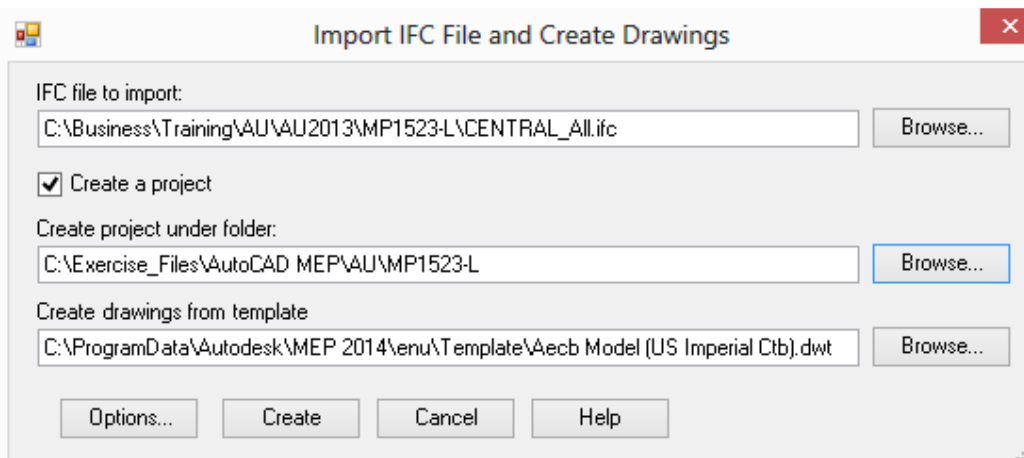 Import IFC File and Create Drawings
IFC file to import:
C:\Business\Training\AU\AU2013\MP1523-L\CENTRAL_All.ifc Browse...
Create a project
Create project under folder:
C:\Exercise_Files\AutoCAD MEP\AU\MP1523-L Browse...
Create drawings from template
C:\ProgramData\Autodesk\MEP 2014\enu\Template\Aecb Model (US Imperial Ctb).dwt Browse...
Options... Create Cancel Help